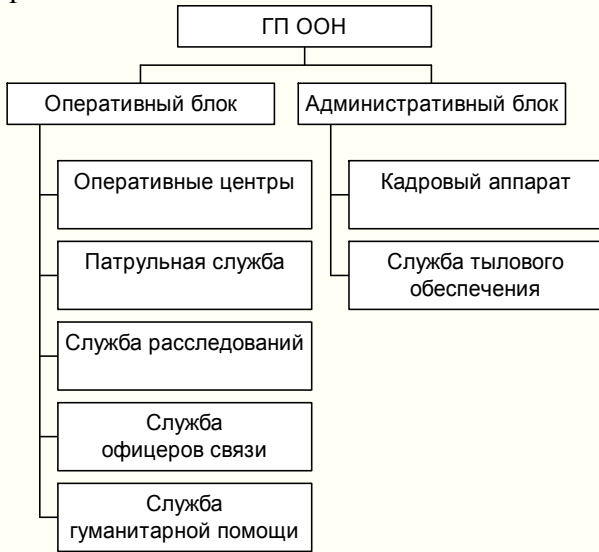 ГП ООН
Оперативный блок
Административный блок
Оперативные центры
Кадровый аппарат
Патрульная служба
Служба тылового
обеспечения
Служба расследований
Служба
офицеров связи
Служба
гуманитарной помощи